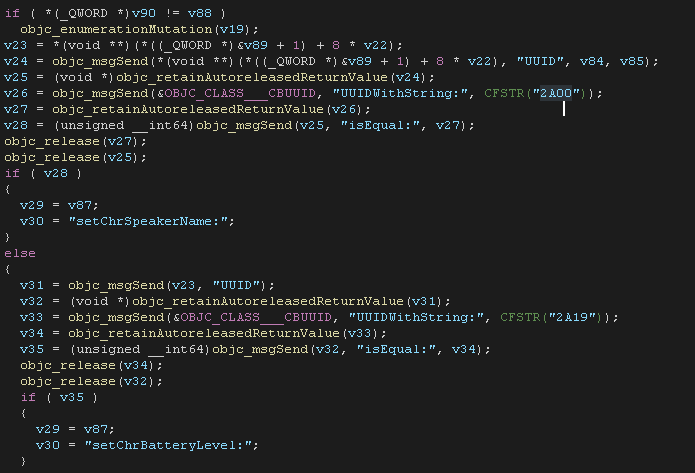 if ( *(_QWORD *)v90 != v88 )
objc_enumerationMutation(v19);
v23 = *(void **)(*((_QWORD *)&v89 + 1) + 8 * v22);
v24 = objc_msgSend(*(void **)(*((_QWORD *)&v89 + 1) + 8 * v22), "UUID", v84, v85);
v25 = (void *)objc_retainAutoreleasedReturnValue(v24);
v26 = objc_msgSend(&OBJC_CLASS___CBUUID, "UUIDWithString:", CFSTR("2A00"));
v27 = objc_retainAutoreleasedReturnValue(v26);
v28 = (unsigned __int64)objc_msgSend(v25, "isEqual:", v27);
objc_release(v27);
objc_release(v25);
if ( v28 )
{
v29 = v87;
v30 = "setChrSpeakerName:";
}
else
{
v31 = objc_msgSend(v23, "UUID");
v32 = (void *)objc_retainAutoreleasedReturnValue(v31);
v33 = objc_msgSend(&OBJC_CLASS___CBUUID, "UUIDWithString:", CFSTR("2A19"));
v34 = objc_retainAutoreleasedReturnValue(v33);
v35 = (unsigned __int64)objc_msgSend(v32, "isEqual:", v34);
objc_release(v34);
objc_release(v32);
if ( v35 )
{
v29 = v87;
v30 = "setChrBatteryLevel:";
}